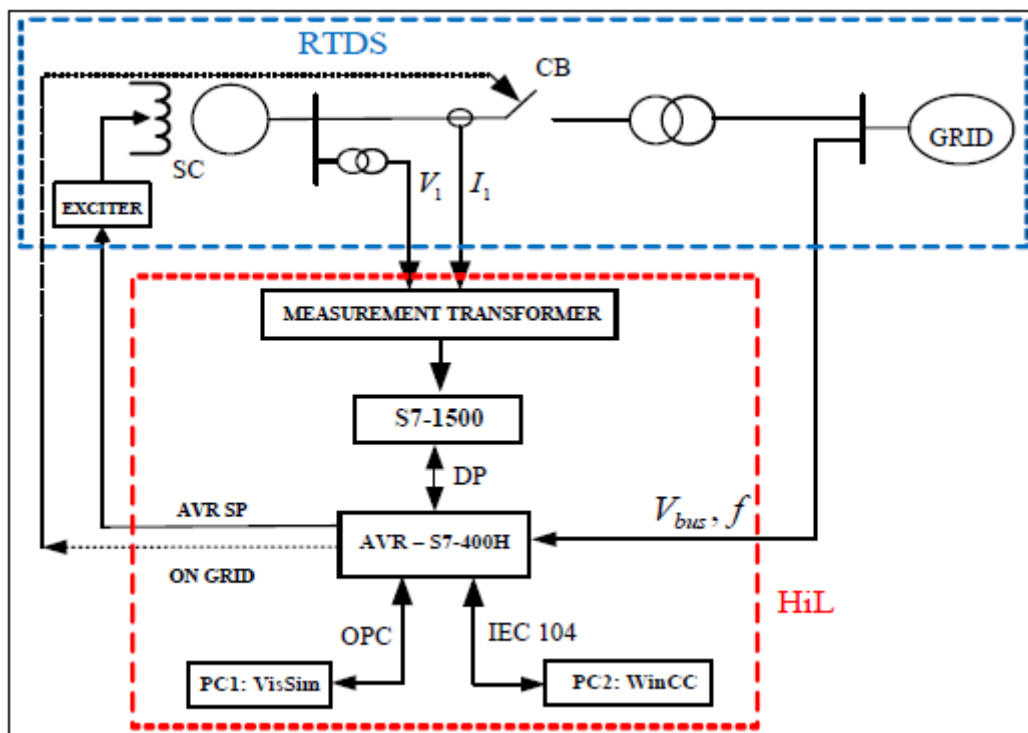 RTDS
CB
SC
GRID
EXCITER
V₁
I₁
MEASUREMENT TRANSFORMER
S7-1500
DP
V_bus, f
AVR SP
AVR – S7-400H
ON GRID
HiL
OPC
IEC 104
PC1: VisSim
PC2: WinCC